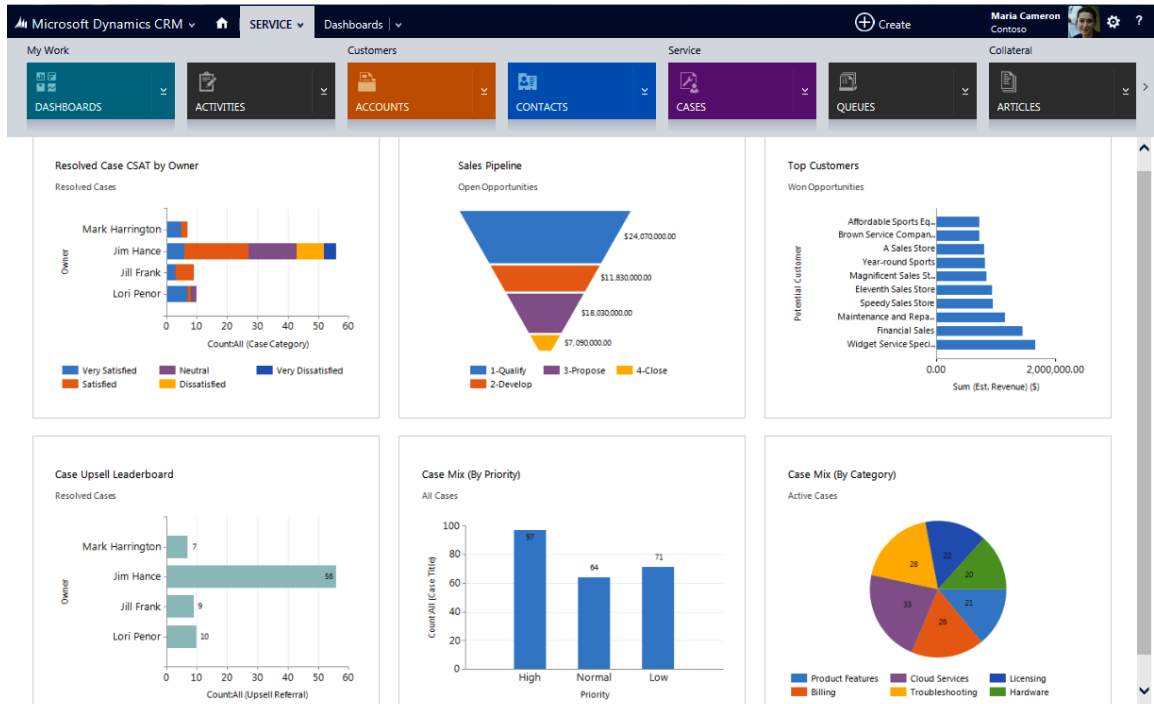 Microsoft Dynamics CRM
SERVICE
Dashboards
Create
Maria Cameron
Contoso
?
My Work
Customers
Service
Collateral
DASHBOARDS
ACTIVITIES
ACCOUNTS
CONTACTS
CASES
QUEUES
ARTICLES
Resolved Case CSAT by Owner
Resolved Cases
Owner
Mark Harrington
Jim Hance
Jill Frank
Lori Penor
0 10 20 30 40 50 60
Count:All (Case Category)
Very Satisfied Neutral Very Dissatisfied
Satisfied Dissatisfied
Sales Pipeline
Open Opportunities
$24,070,000.00
$11,830,000.00
$18,030,000.00
$7,090,000.00
1-Qualify 3-Propose 4-Close
2-Develop
Top Customers
Won Opportunities
Potential Customer
Affordable Sports Eq...
Brown Service Compan...
A Sales Store
Year-round Sports
Magnificent Sales St...
Eleventh Sales Store
Speedy Sales Store
Maintenance and Repa...
Financial Sales
Widget Service Speci...
0.00 2,000,000.00
Sum (Est. Revenue) ($)
Case Upsell Leaderboard
Resolved Cases
Owner
Mark Harrington 7
Jim Hance 56
Jill Frank 9
Lori Penor 10
0 10 20 30 40 50 60
Count:All (Upsell Referral)
Case Mix (By Priority)
All Cases
Count:All (Case Title)
100
80
60
40
20
0
97
64
71
High Normal Low
Priority
Case Mix (By Category)
Active Cases
22
28
20
33
21
26
Product Features Cloud Services Licensing
Billing Troubleshooting Hardware